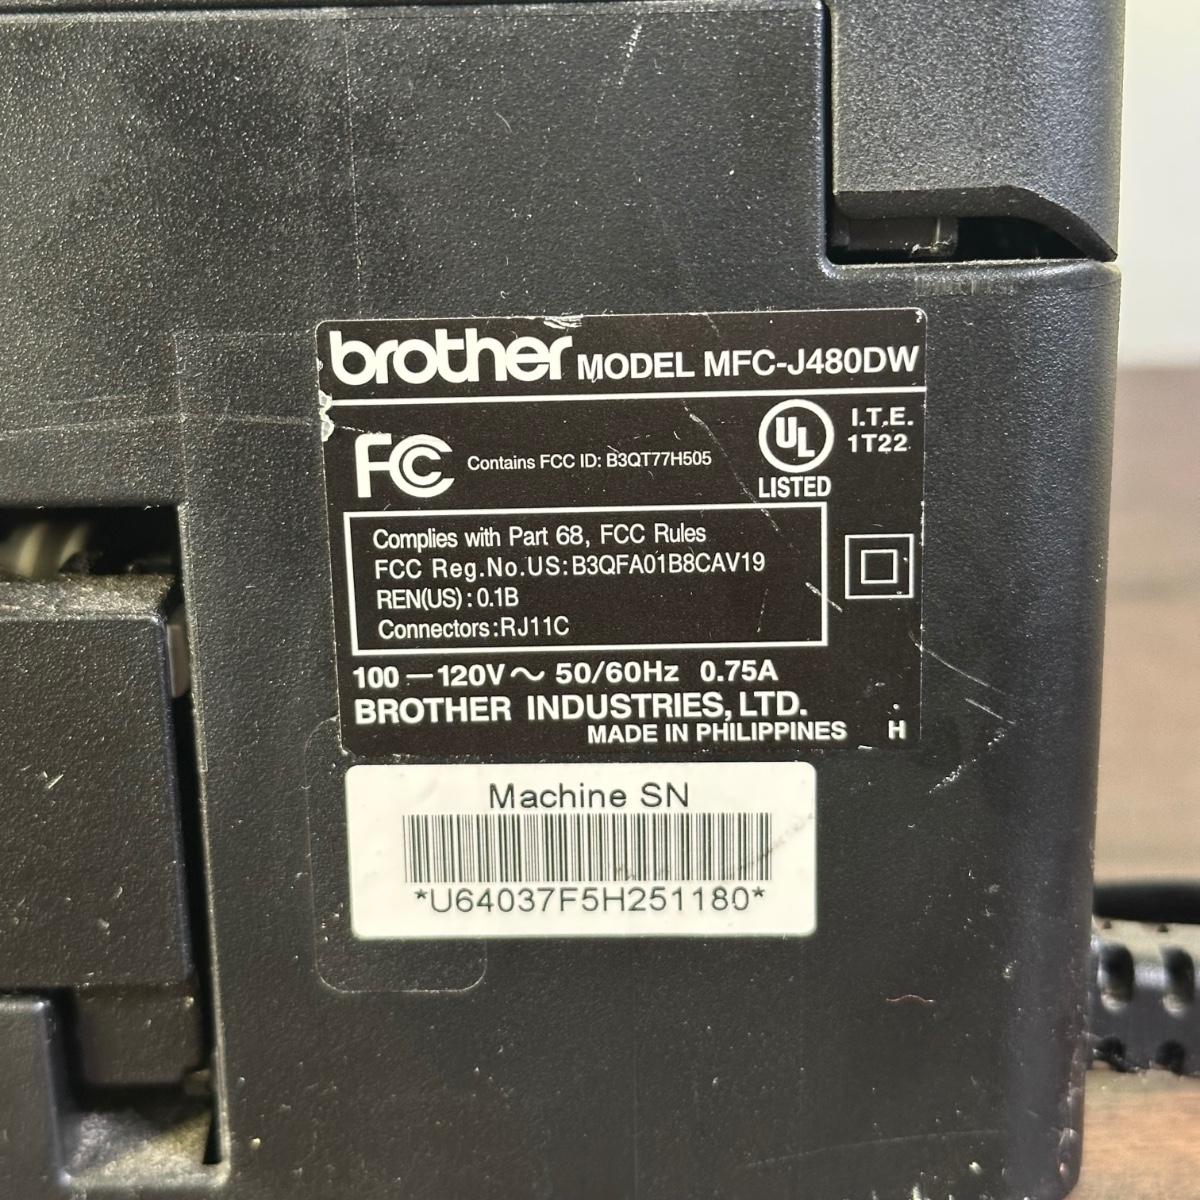 brother MODEL MFC-J480DW
FC Contains FCC ID: B3QT77H505
UL LISTED
I.T.E.
1T22
Complies with Part 68, FCC Rules
FCC Reg.No.US:B3QFA01B8CAV19
REN(US):0.1B
Connectors:RJ11C
100—120V～ 50/60Hz 0.75A
BROTHER INDUSTRIES, LTD.
MADE IN PHILIPPINES H
Machine SN
*U64037F5H251180*